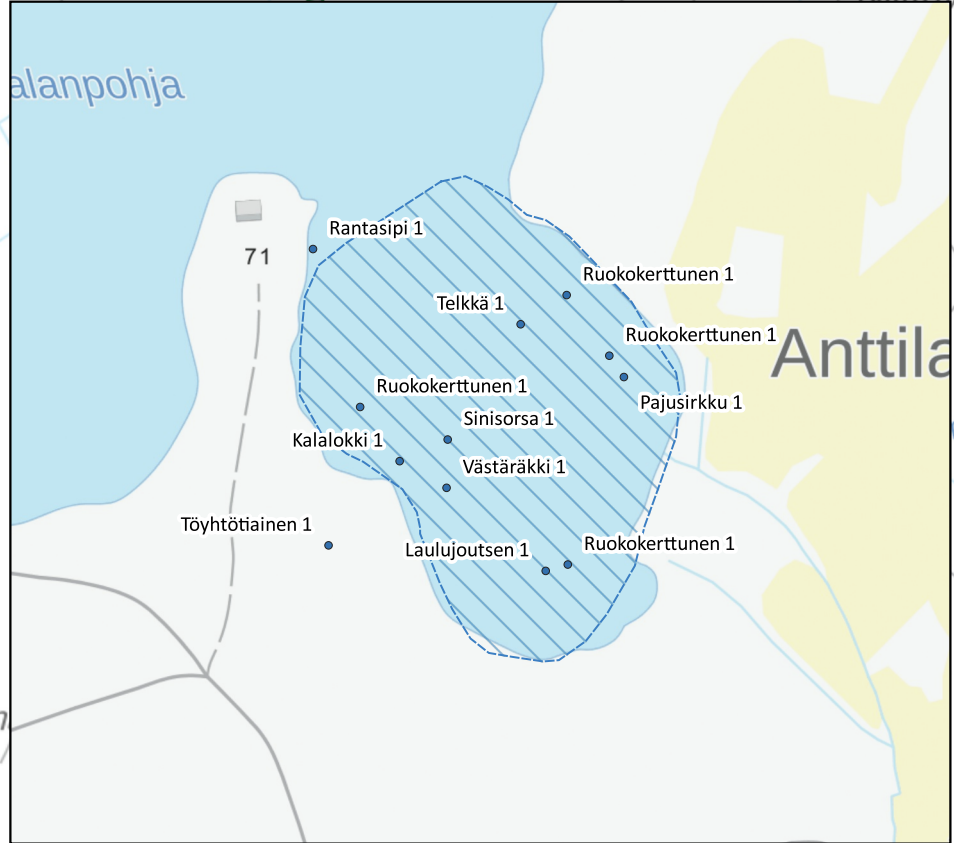 alanpohja
Rantasipi 1
71
Ruokokerttunen 1
Telkkä 1
Ruokokerttunen 1
Anttila
Ruokokerttunen 1
Pajusirkku 1
Sinisorsa 1
Kalalokki 1
Västäräkki 1
Töyhtötiainen 1
Laulujoutsen 1
Ruokokerttunen 1